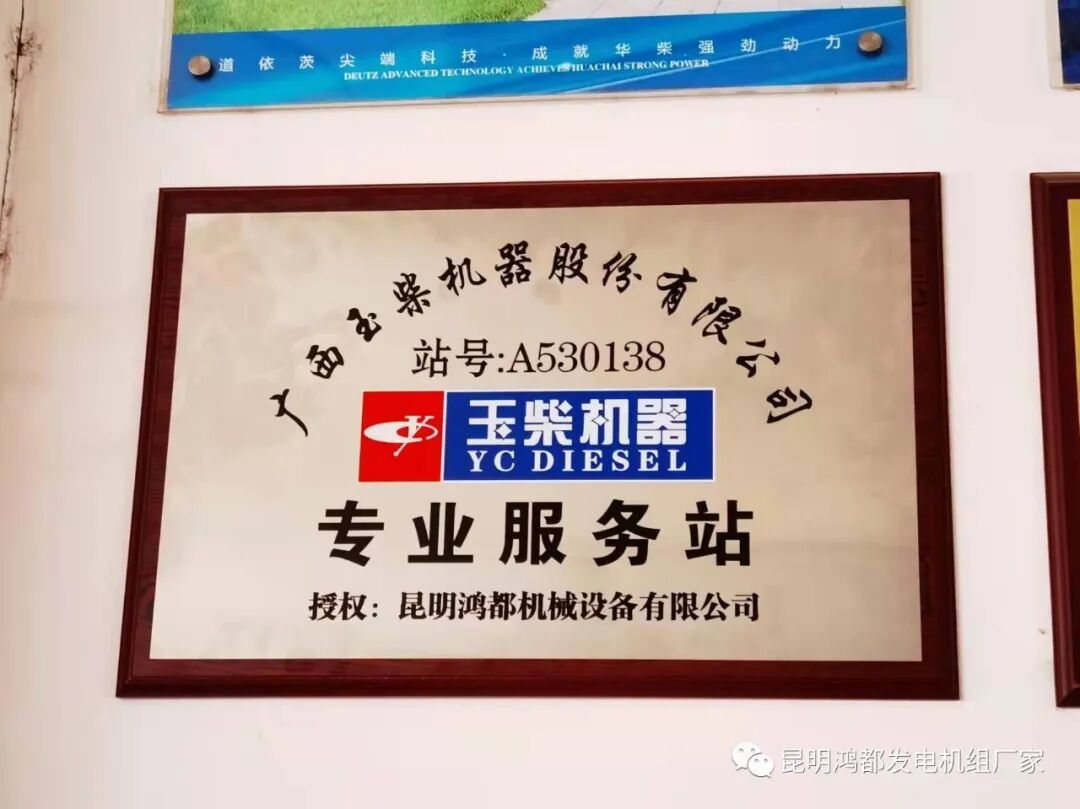 道依茨尖端科技·成就华柴强劲动力
DEUTZ ADVANCED TECHNOLOGY ACHIEVES HUACHAI STRONG POWER
广西玉柴机器股份有限公司
站号:A530138
玉柴机器
YC DIESEL
专业服务站
授权：昆明鸿都机械设备有限公司
昆明鸿都发电机组厂家